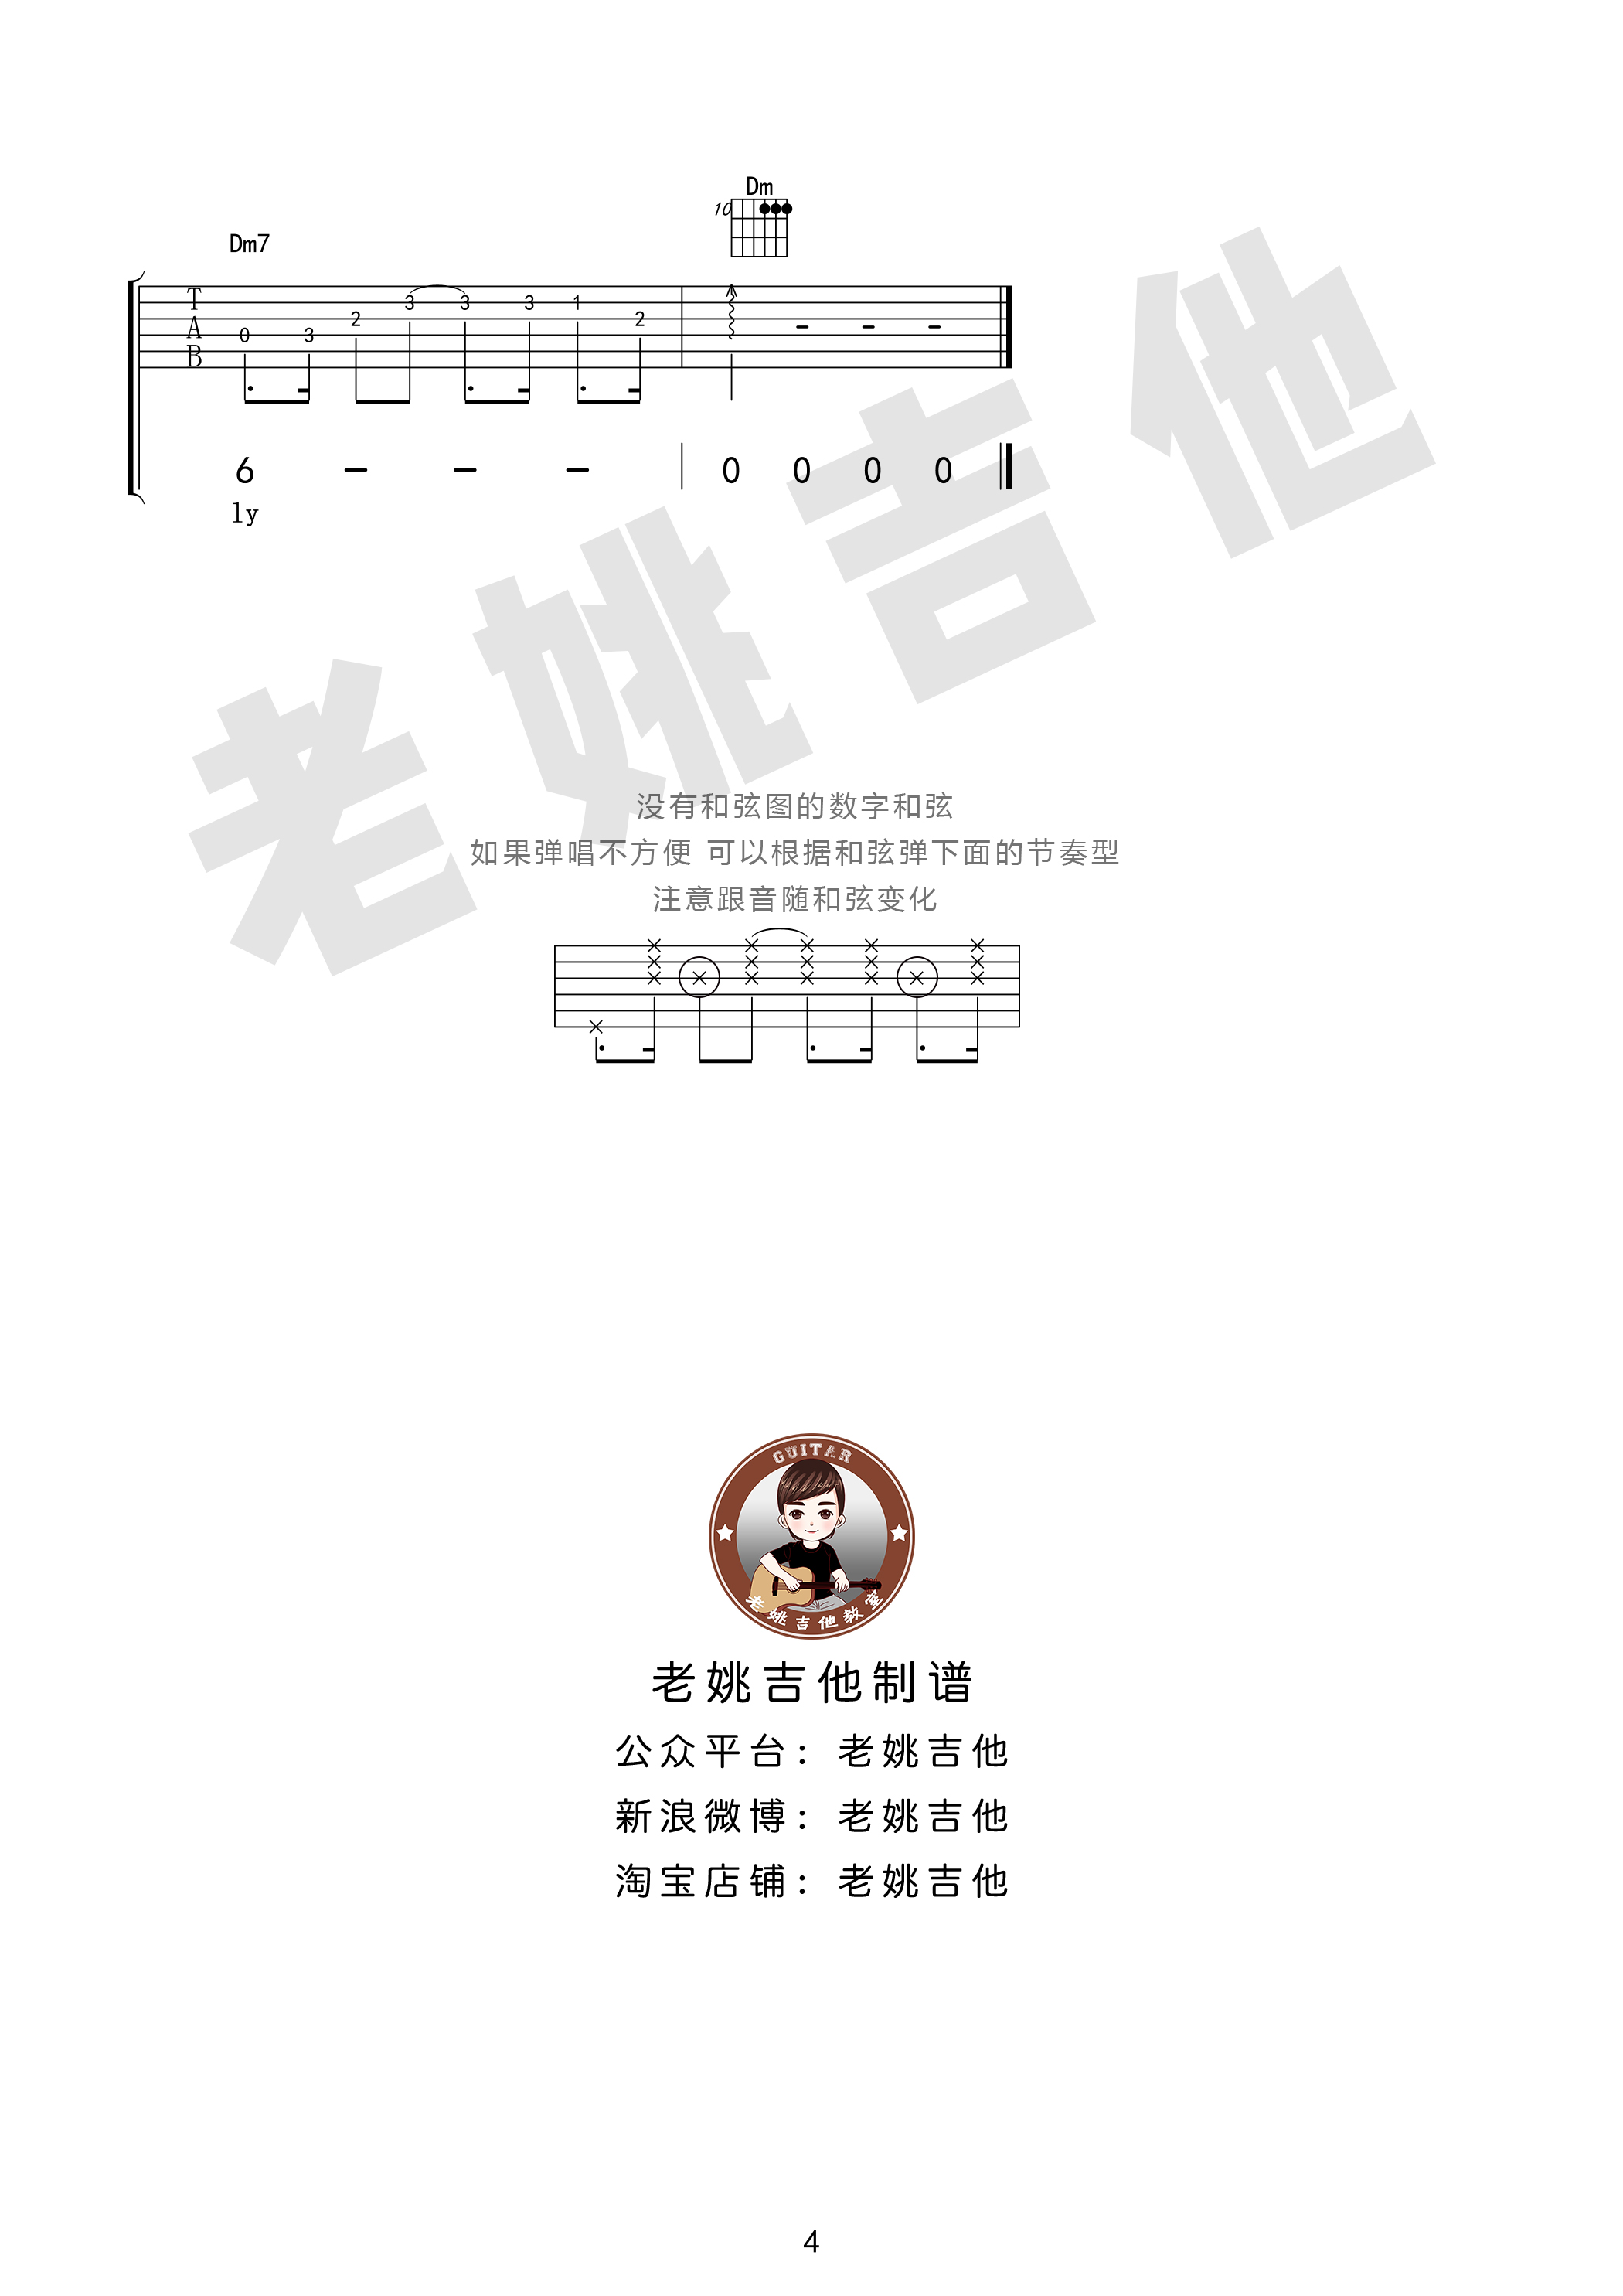 Dm
10
Dm7
T
A
B
0 3 2 3 3 3 1 2 - - -
6 - - - 0 0 0 0
ly
老姚吉他
没有和弦图的数字和弦
如果弹唱不方便 可以根据和弦弹下面的节奏型
注意跟音随和弦变化
GUITAR
老姚吉他教室
老姚吉他制谱
公众平台：老姚吉他
新浪微博：老姚吉他
淘宝店铺：老姚吉他
4